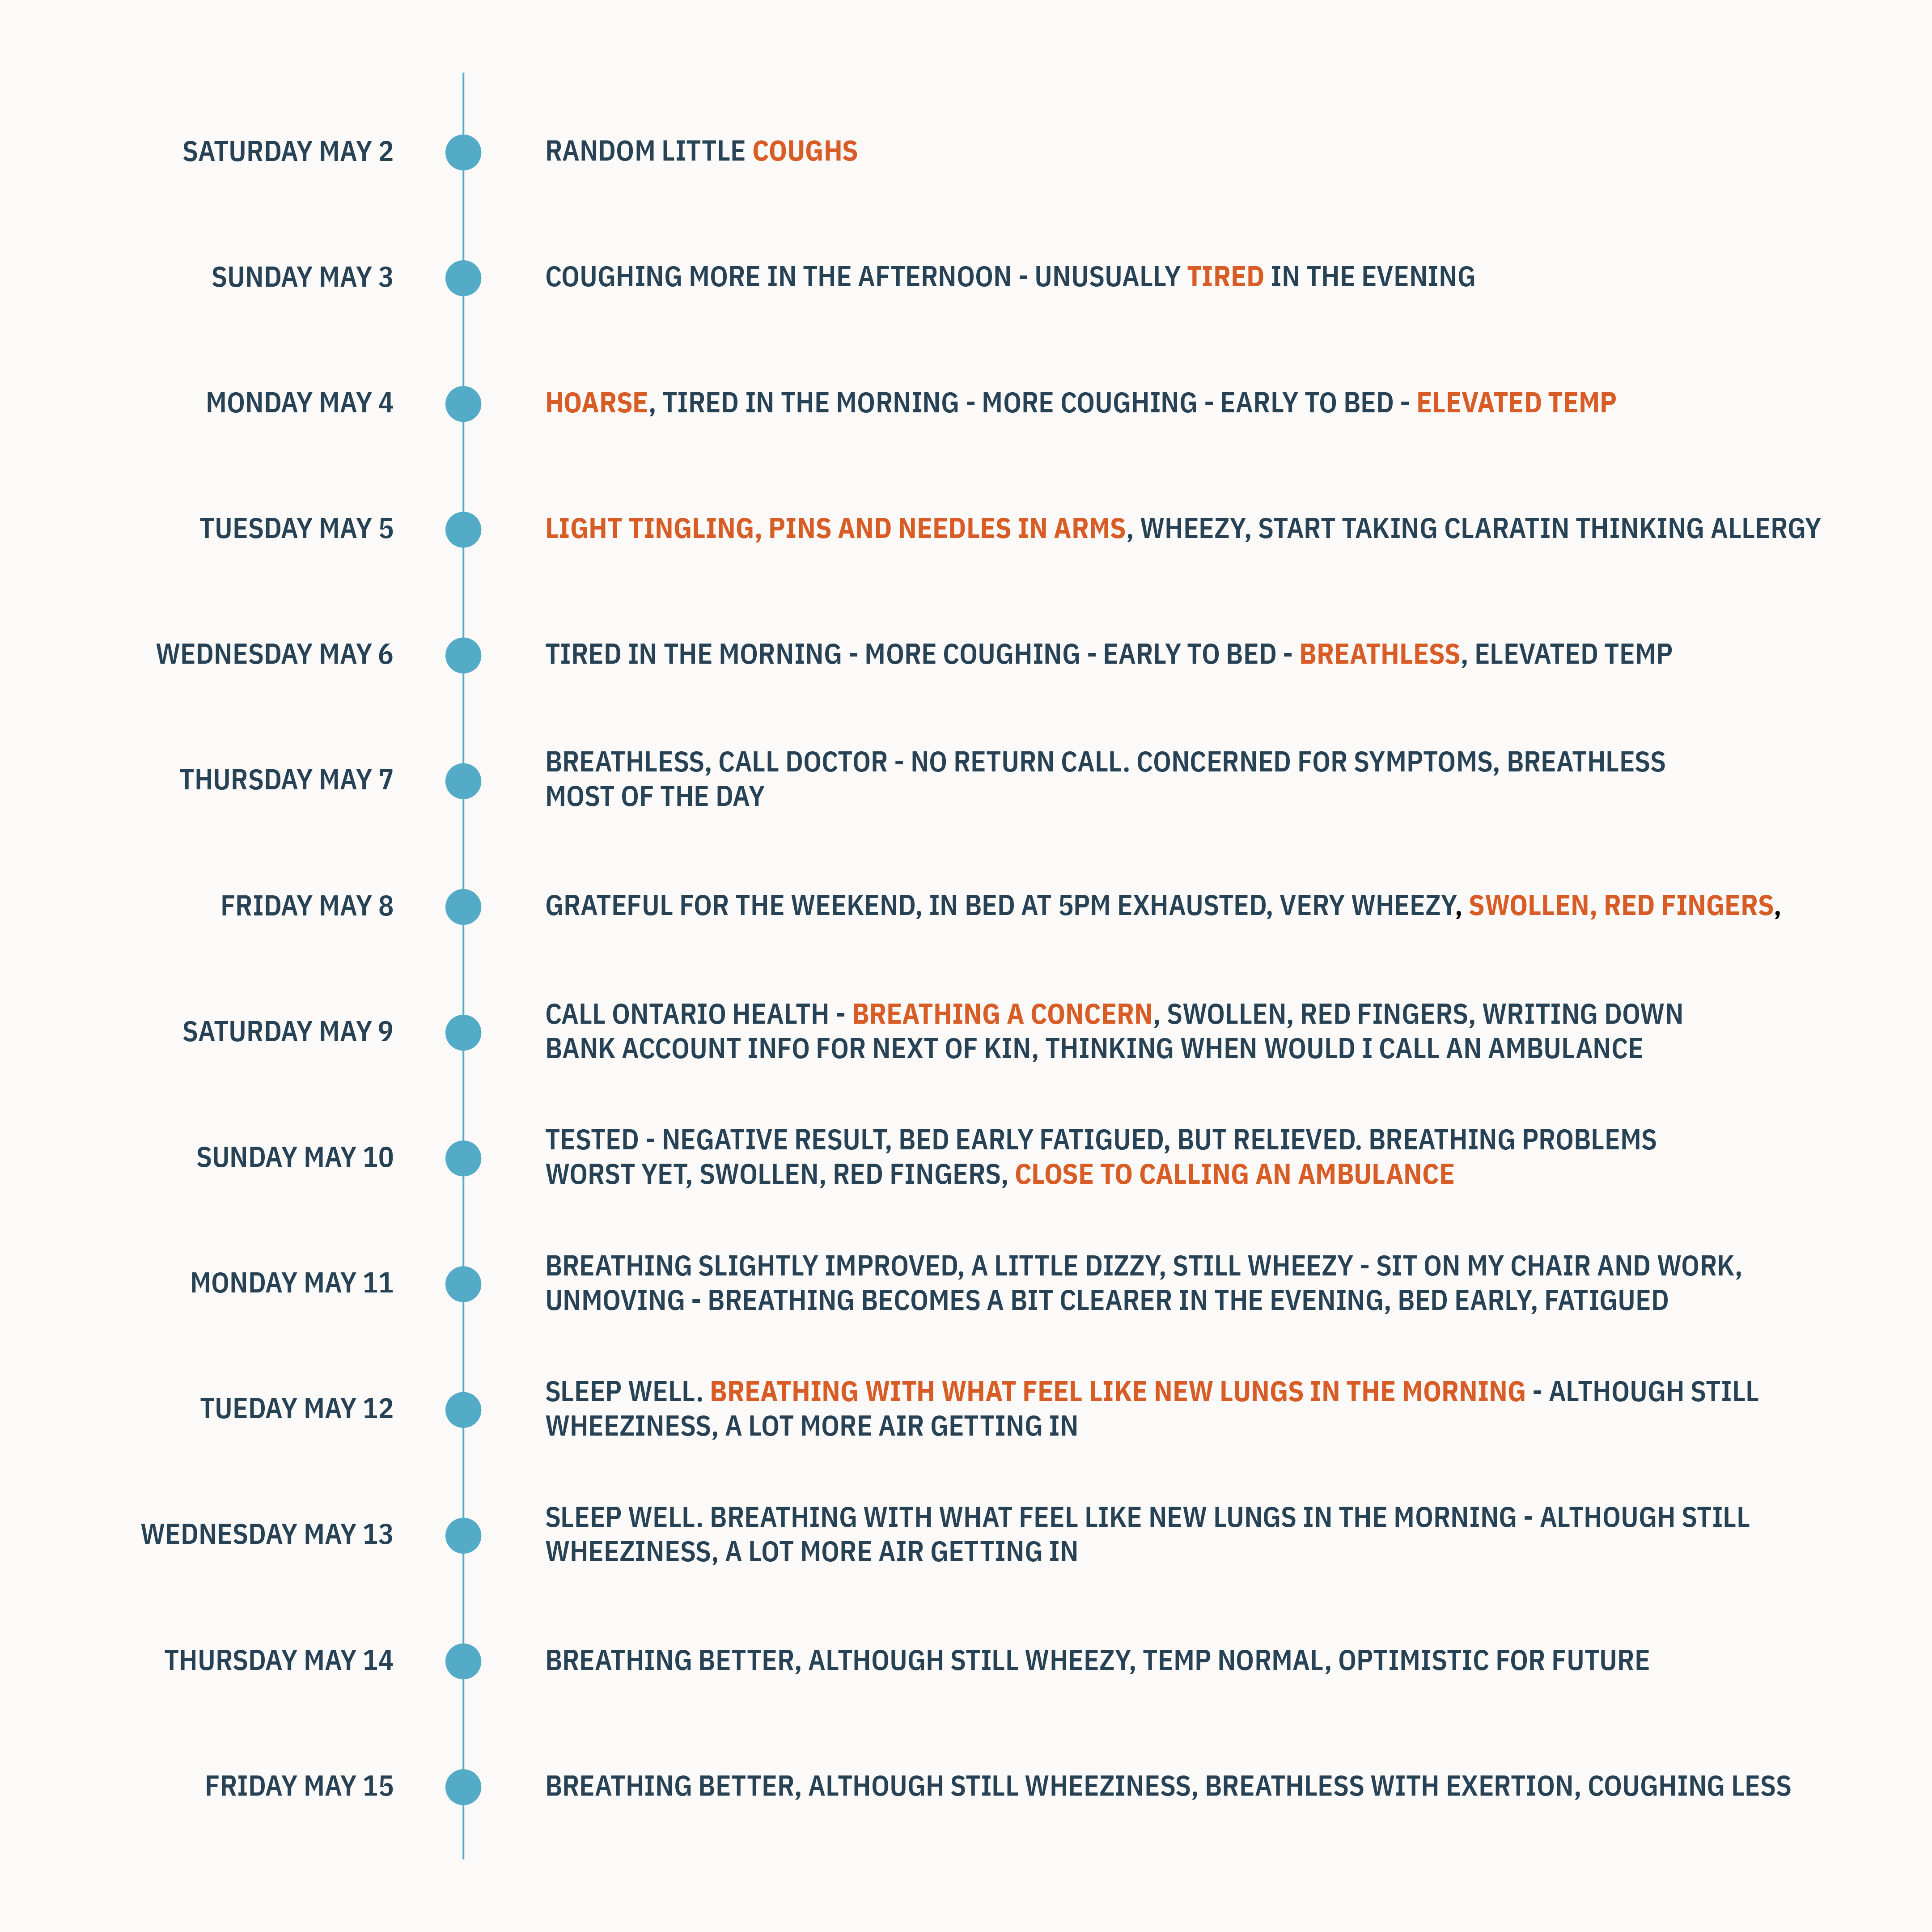 SATURDAY MAY 2
RANDOM LITTLE COUGHS
SUNDAY MAY 3
COUGHING MORE IN THE AFTERNOON - UNUSUALLY TIRED IN THE EVENING
MONDAY MAY 4
HOARSE, TIRED IN THE MORNING - MORE COUGHING - EARLY TO BED - ELEVATED TEMP
TUESDAY MAY 5
LIGHT TINGLING, PINS AND NEEDLES IN ARMS, WHEEZY, START TAKING CLARATIN THINKING ALLERGY
WEDNESDAY MAY 6
TIRED IN THE MORNING - MORE COUGHING - EARLY TO BED - BREATHLESS, ELEVATED TEMP
THURSDAY MAY 7
BREATHLESS, CALL DOCTOR - NO RETURN CALL. CONCERNED FOR SYMPTOMS, BREATHLESS
MOST OF THE DAY
FRIDAY MAY 8
GRATEFUL FOR THE WEEKEND, IN BED AT 5PM EXHAUSTED, VERY WHEEZY, SWOLLEN, RED FINGERS,
SATURDAY MAY 9
CALL ONTARIO HEALTH - BREATHING A CONCERN, SWOLLEN, RED FINGERS, WRITING DOWN
BANK ACCOUNT INFO FOR NEXT OF KIN, THINKING WHEN WOULD I CALL AN AMBULANCE
SUNDAY MAY 10
TESTED - NEGATIVE RESULT, BED EARLY FATIGUED, BUT RELIEVED. BREATHING PROBLEMS
WORST YET, SWOLLEN, RED FINGERS, CLOSE TO CALLING AN AMBULANCE
MONDAY MAY 11
BREATHING SLIGHTLY IMPROVED, A LITTLE DIZZY, STILL WHEEZY - SIT ON MY CHAIR AND WORK,
UNMOVING - BREATHING BECOMES A BIT CLEARER IN THE EVENING, BED EARLY, FATIGUED
TUEDAY MAY 12
SLEEP WELL. BREATHING WITH WHAT FEEL LIKE NEW LUNGS IN THE MORNING - ALTHOUGH STILL
WHEEZINESS, A LOT MORE AIR GETTING IN
WEDNESDAY MAY 13
SLEEP WELL. BREATHING WITH WHAT FEEL LIKE NEW LUNGS IN THE MORNING - ALTHOUGH STILL
WHEEZINESS, A LOT MORE AIR GETTING IN
THURSDAY MAY 14
BREATHING BETTER, ALTHOUGH STILL WHEEZY, TEMP NORMAL, OPTIMISTIC FOR FUTURE
FRIDAY MAY 15
BREATHING BETTER, ALTHOUGH STILL WHEEZINESS, BREATHLESS WITH EXERTION, COUGHING LESS